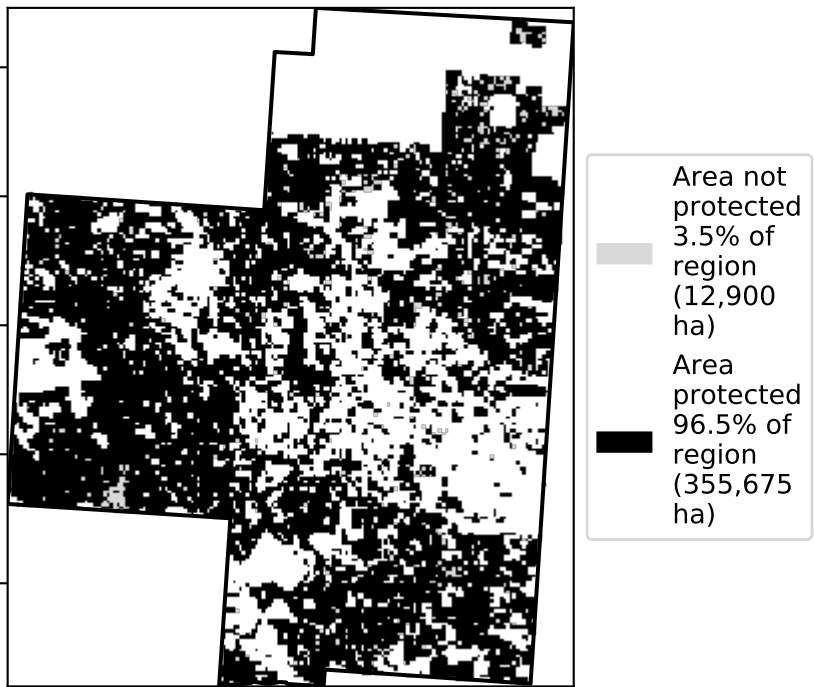 Area not
protected
3.5% of
region
(12,900
ha)
Area
protected
96.5% of
region
(355,675
ha)